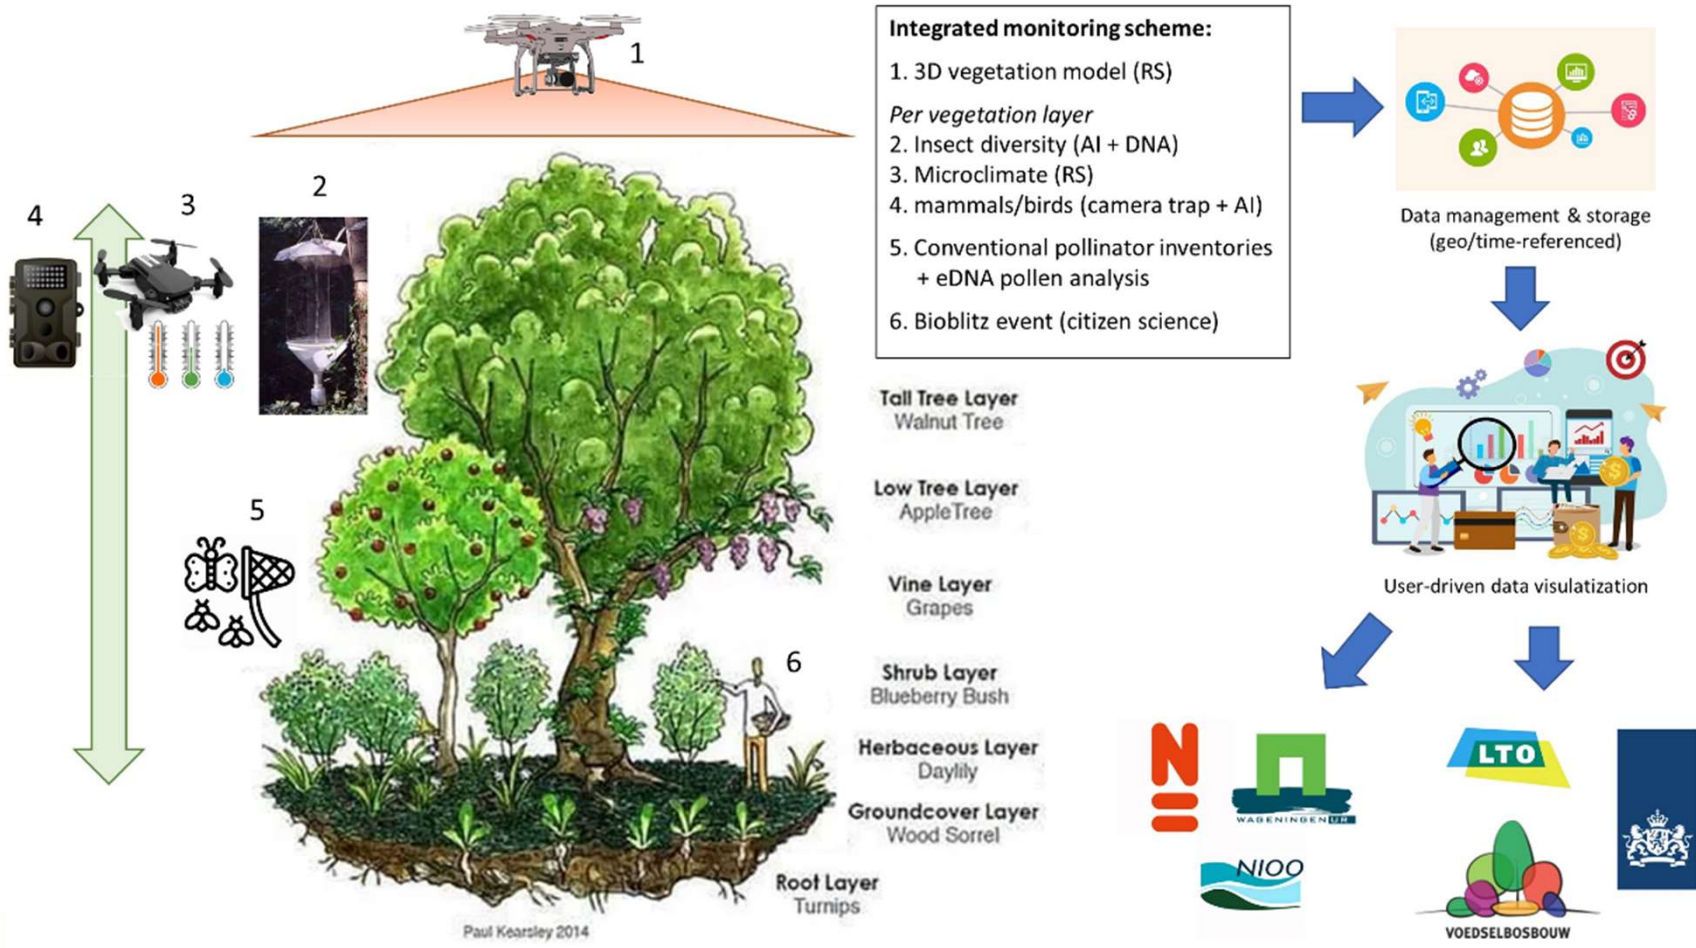 1
Integrated monitoring scheme:
1. 3D vegetation model (RS)
Per vegetation layer
2. Insect diversity (AI + DNA)
3. Microclimate (RS)
4. mammals/birds (camera trap + AI)
5. Conventional pollinator inventories
+ eDNA pollen analysis
6. Bioblitz event (citizen science)
Data management & storage
(geo/time-referenced)
4
3
2
5
6
Tall Tree Layer
Walnut Tree
Low Tree Layer
AppleTree
Vine Layer
Grapes
Shrub Layer
Blueberry Bush
Herbaceous Layer
Daylily
Groundcover Layer
Wood Sorrel
Root Layer
Turnips
Paul Kearsley 2014
User-driven data visulatization
N
WAGENINGEN UR
NIOO
LTO
VOEDSELBOSBOUW